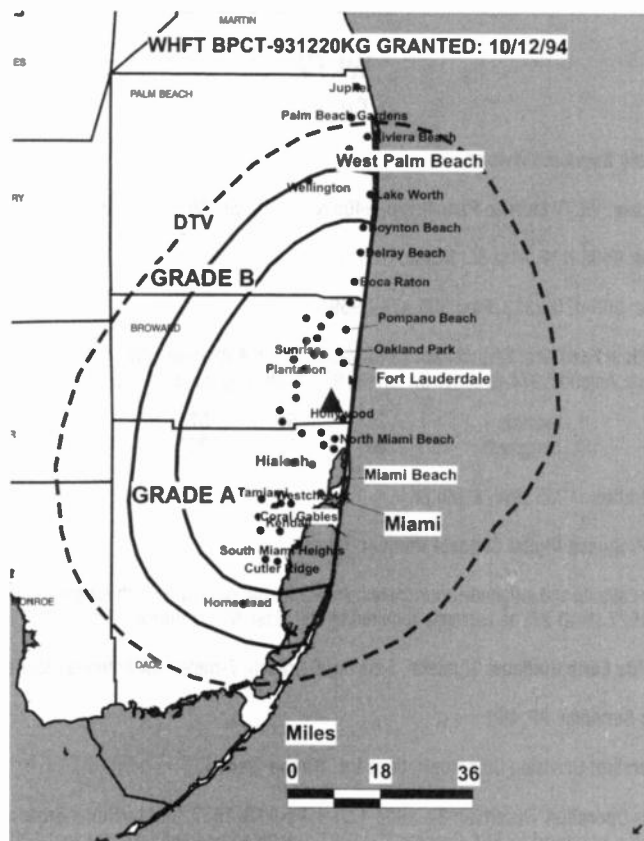 MARTIN
WHFT BPCT-931220KG GRANTED: 10/12/94
ES
Jupiter
PALM BEACH
Palm Beach Gardens
Riviera Beach
West Palm Beach
Wellington
Lake Worth
RY
DTV
Boynton Beach
Delray Beach
GRADE B
Boca Raton
Pompano Beach
BROWARD
Sunrise
Oakland Park
Plantation
Fort Lauderdale
Hollywood
R
North Miami Beach
Hialeah
Miami Beach
GRADE A
Tamiami
Westchester
Coral Gables
Miami
Kendall
South Miami Heights
Cutler Ridge
MONROE
Homestead
DADE
Miles
0 18 36